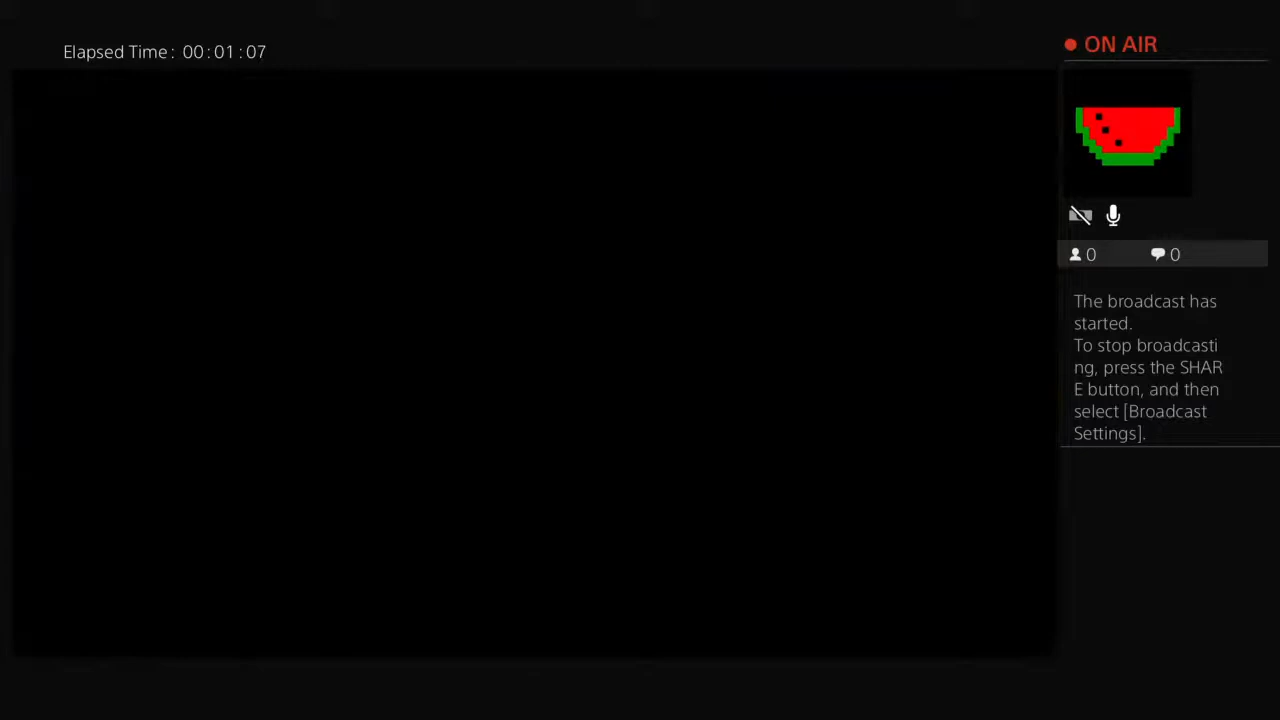 Elapsed Time: 00:01:07
ON AIR
0 0
The broadcast has
started.
To stop broadcasti
ng, press the SHAR
E button, and then
select [Broadcast
Settings].